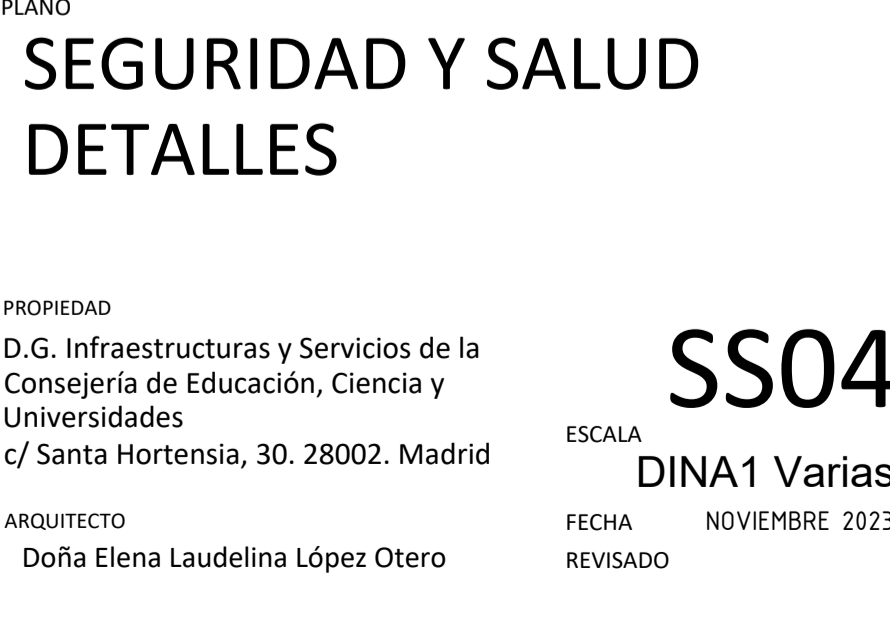 PLANO
SEGURIDAD Y SALUD
DETALLES
PROPIEDAD
D.G. Infraestructuras y Servicios de la
Consejería de Educación, Ciencia y
Universidades
c/ Santa Hortensia, 30. 28002. Madrid
SS04
ESCALA
DINA1 Varias
ARQUITECTO
Doña Elena Laudelina López Otero
FECHA NOVIEMBRE 2023
REVISADO